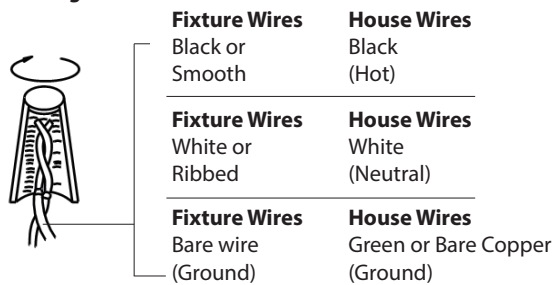 Fixture Wires House Wires
Black or Black
Smooth (Hot)
Fixture Wires House Wires
White or White
Ribbed (Neutral)
Fixture Wires House Wires
Bare wire Green or Bare Copper
(Ground) (Ground)